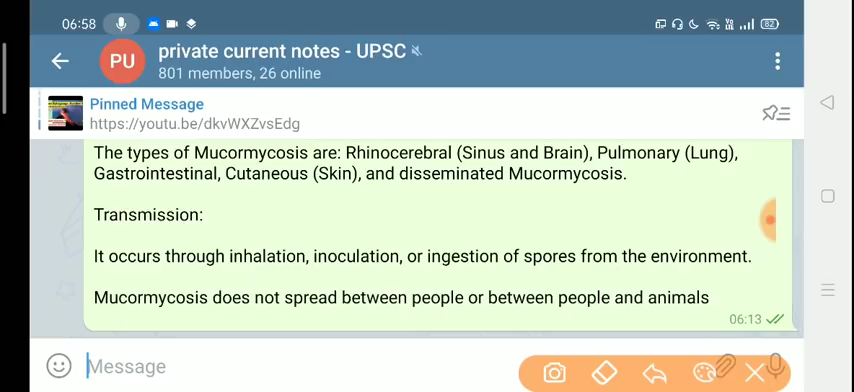 06:58
82
PU
private current notes - UPSC
801 members, 26 online
Pinned Message
https://youtu.be/dkvWXZvsEdg
The types of Mucormycosis are: Rhinocerebral (Sinus and Brain), Pulmonary (Lung),
Gastrointestinal, Cutaneous (Skin), and disseminated Mucormycosis.
Transmission:
It occurs through inhalation, inoculation, or ingestion of spores from the environment.
Mucormycosis does not spread between people or between people and animals
06:13
Message